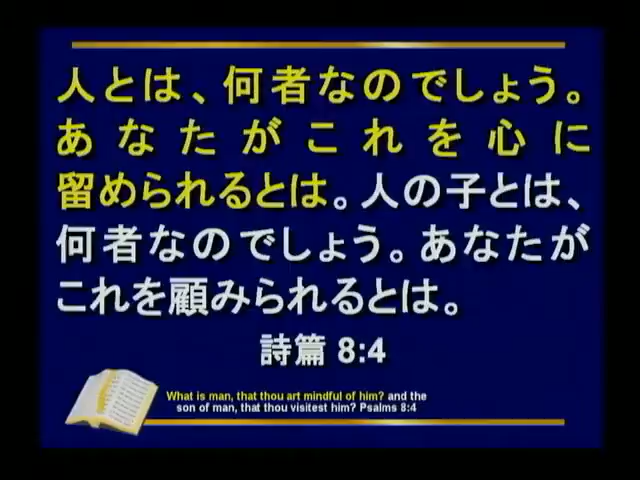 人とは、何者なのでしょう。
あなたがこれを心に
留められるとは。人の子とは、
何者なのでしょう。あなたが
これを顧みられるとは。
詩篇 8:4
What is man, that thou art mindful of him? and the
son of man, that thou visitest him? Psalms 8:4